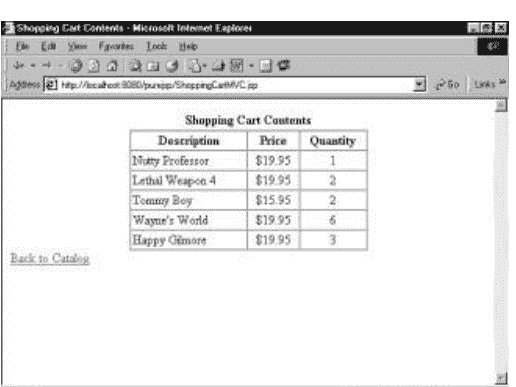 Shopping Cart Contents - Microsoft Internet Explorer
File Edit View Favorites Tools Help
Address http://localhost:8080/purejsp/ShoppingCartMVC.jsp Go Links »
Shopping Cart Contents
Description Price Quantity
Nutty Professor $19.95 1
Lethal Weapon 4 $19.95 2
Tommy Boy $15.95 2
Wayne's World $19.95 6
Happy Gilmore $19.95 3
Back to Catalog